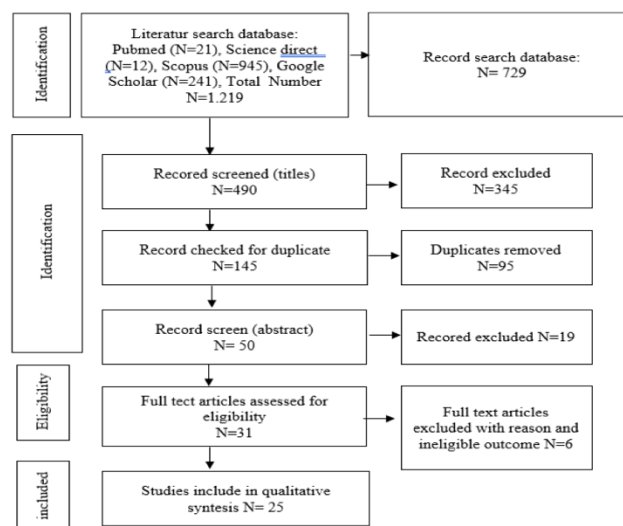 Identification
Literatur search database:
Pubmed (N=21), Science direct
(N=12), Scopus (N=945), Google
Scholar (N=241), Total Number
N=1.219
Record search database:
N= 729
Identification
Recored screened (titles)
N=490
Record excluded
N=345
Record checked for duplicate
N=145
Duplicates removed
N=95
Record screen (abstract)
N= 50
Recored excluded N=19
Eligibility
Full tect articles assessed for
eligibility
N=31
Full text articles
excluded with reason and
ineligible outcome N=6
included
Studies include in qualitative
syntesis N= 25